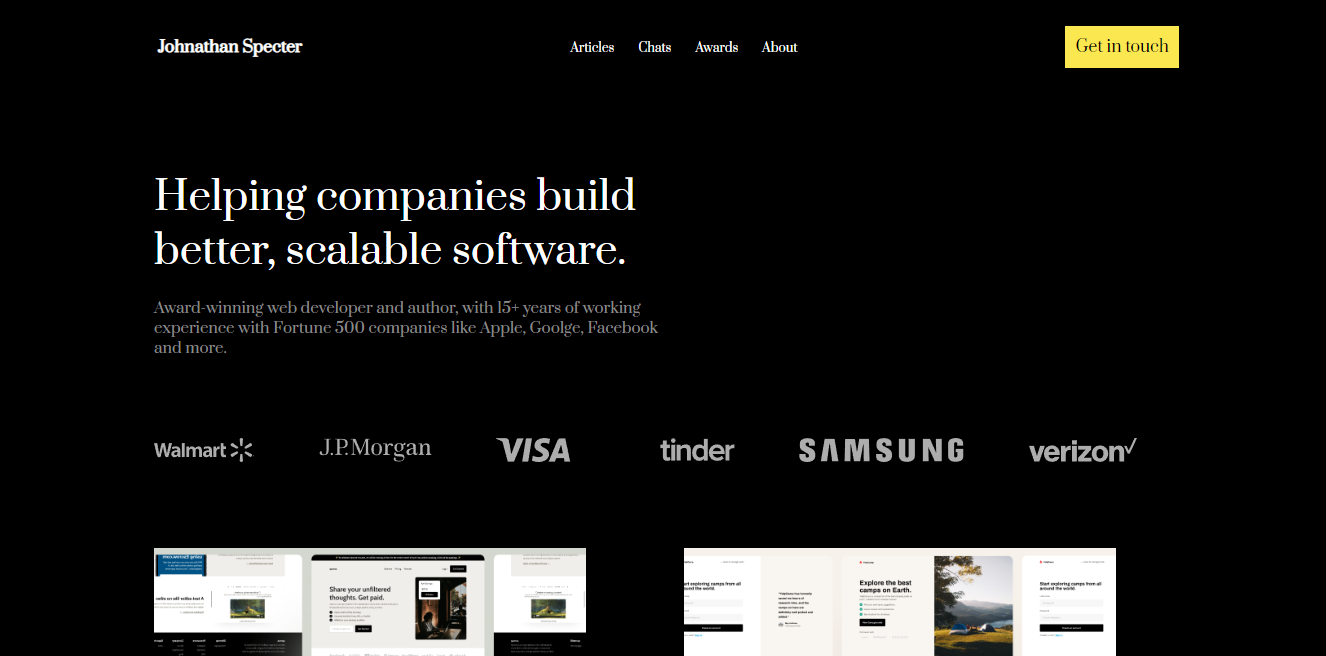 Johnathan Specter
Articles Chats Awards About
Get in touch
Helping companies build
better, scalable software.
Award-winning web developer and author, with 15+ years of working
experience with Fortune 500 companies like Apple, Goolge, Facebook
and more.
Walmart J.P.Morgan VISA tinder SAMSUNG verizon
Share your unfiltered
thoughts. Get paid.
Explore the best
camps on Earth.
Start exploring camps from all
around the world.